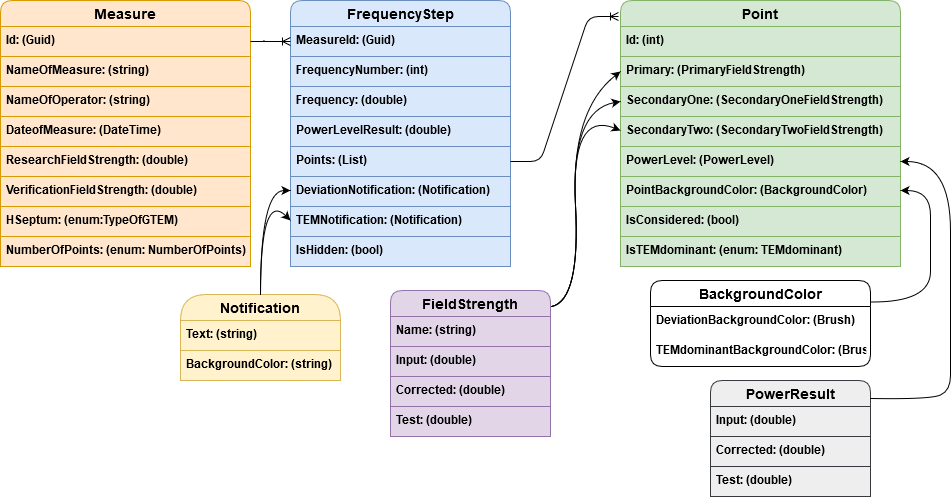 Measure
Id: (Guid)
NameOfMeasure: (string)
NameOfOperator: (string)
DateofMeasure: (DateTime)
ResearchFieldStrength: (double)
VerificationFieldStrength: (double)
HSeptum: (enum:TypeOfGTEM)
NumberOfPoints: (enum: NumberOfPoints)
FrequencyStep
MeasureId: (Guid)
FrequencyNumber: (int)
Frequency: (double)
PowerLevelResult: (double)
Points: (List)
DeviationNotification: (Notification)
TEMNotification: (Notification)
IsHidden: (bool)
Point
Id: (int)
Primary: (PrimaryFieldStrength)
SecondaryOne: (SecondaryOneFieldStrength)
SecondaryTwo: (SecondaryTwoFieldStrength)
PowerLevel: (PowerLevel)
PointBackgroundColor: (BackgroundColor)
IsConsidered: (bool)
IsTEMdominant: (enum: TEMdominant)
Notification
Text: (string)
BackgroundColor: (string)
FieldStrength
Name: (string)
Input: (double)
Corrected: (double)
Test: (double)
BackgroundColor
DeviationBackgroundColor: (Brush)
TEMdominantBackgroundColor: (Brus
PowerResult
Input: (double)
Corrected: (double)
Test: (double)